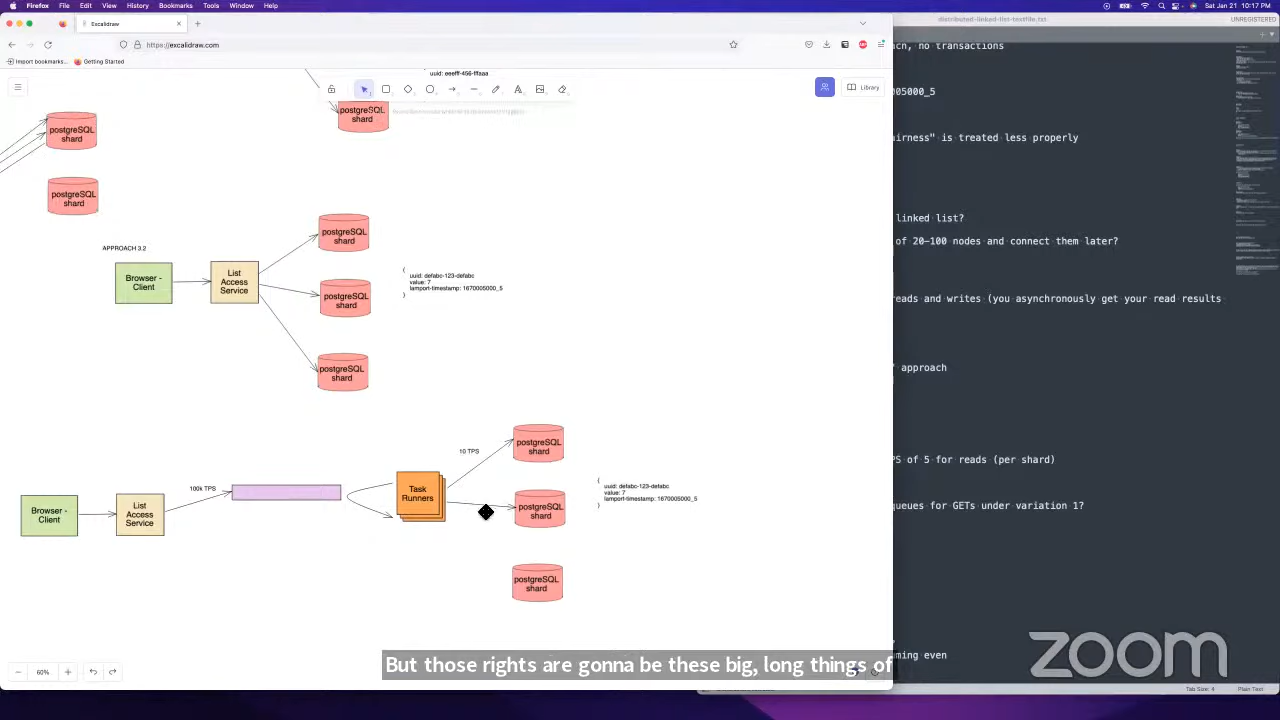 Firefox File Edit View History Bookmarks Tools Window Help
Sat Jan 21 10:17 PM
Excalidraw
distributed-linked-list-textfile.txt
UNREGISTERED
https://excalidraw.com
Import bookmarks...
Getting Started
Library
uuid: eeefff-456-fffaaa
postgreSQL
shard
postgreSQL
shard
postgreSQL
shard
APPROACH 3.2
Browser -
Client
List
Access
Service
postgreSQL
shard
postgreSQL
shard
postgreSQL
shard
{
uuid: defabc-123-defabc
value: 7
lamport-timestamp: 1670005000_5
}
Browser -
Client
List
Access
Service
100k TPS
Task
Runners
10 TPS
postgreSQL
shard
postgreSQL
shard
postgreSQL
shard
{
uuid: defabc-123-defabc
value: 7
lamport-timestamp: 1670005000_5
}
60%
ach, no transactions
005000_5
irness" is treated less properly
linked list?
of 20-100 nodes and connect them later?
reads and writes (you asynchronously get your read results
approach
PS of 5 for reads (per shard)
queues for GETs under variation 1?
ming even
zoom
But those rights are gonna be these big, long things of
Tab Size: 4
Plain Text